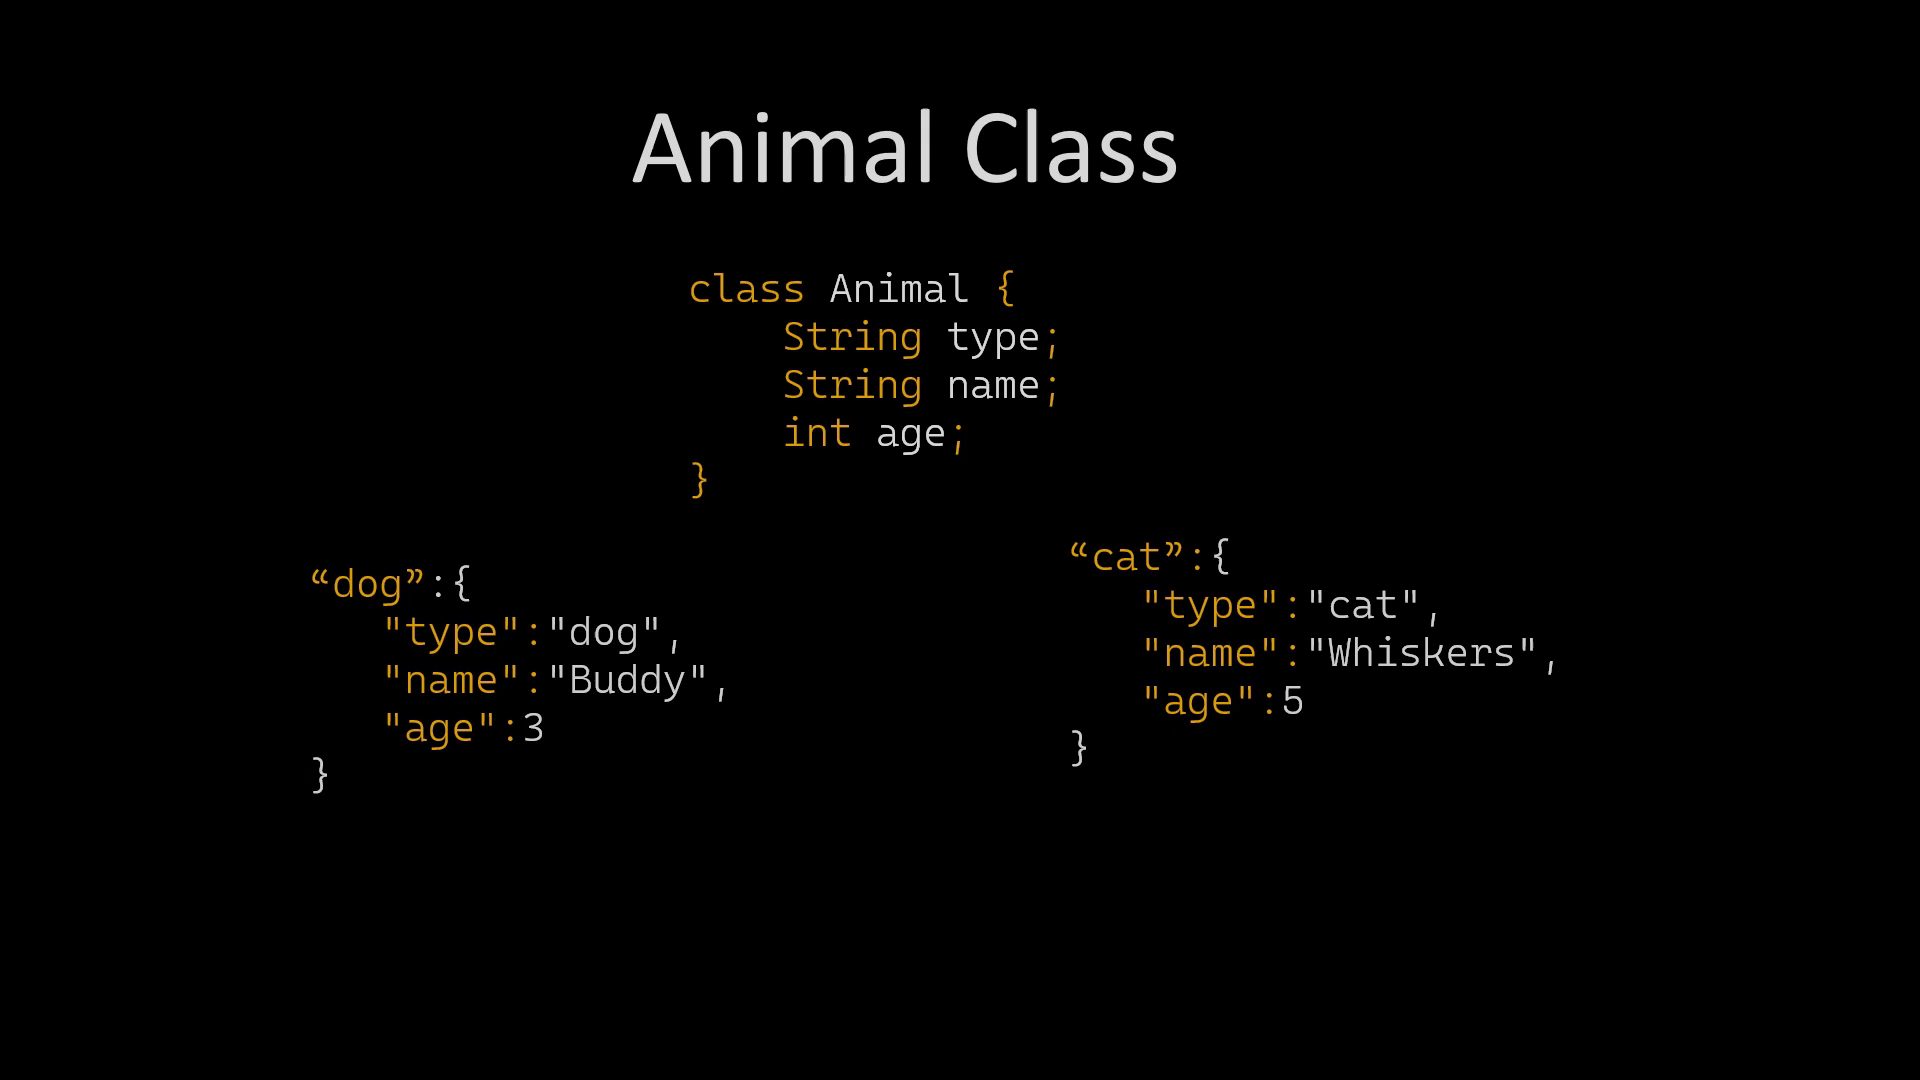 Animal Class
class Animal {
    String type;
    String name;
    int age;
}
“dog”:{
   "type":"dog",
   "name":"Buddy",
   "age":3
}
“cat”:{
   "type":"cat",
   "name":"Whiskers",
   "age":5
}